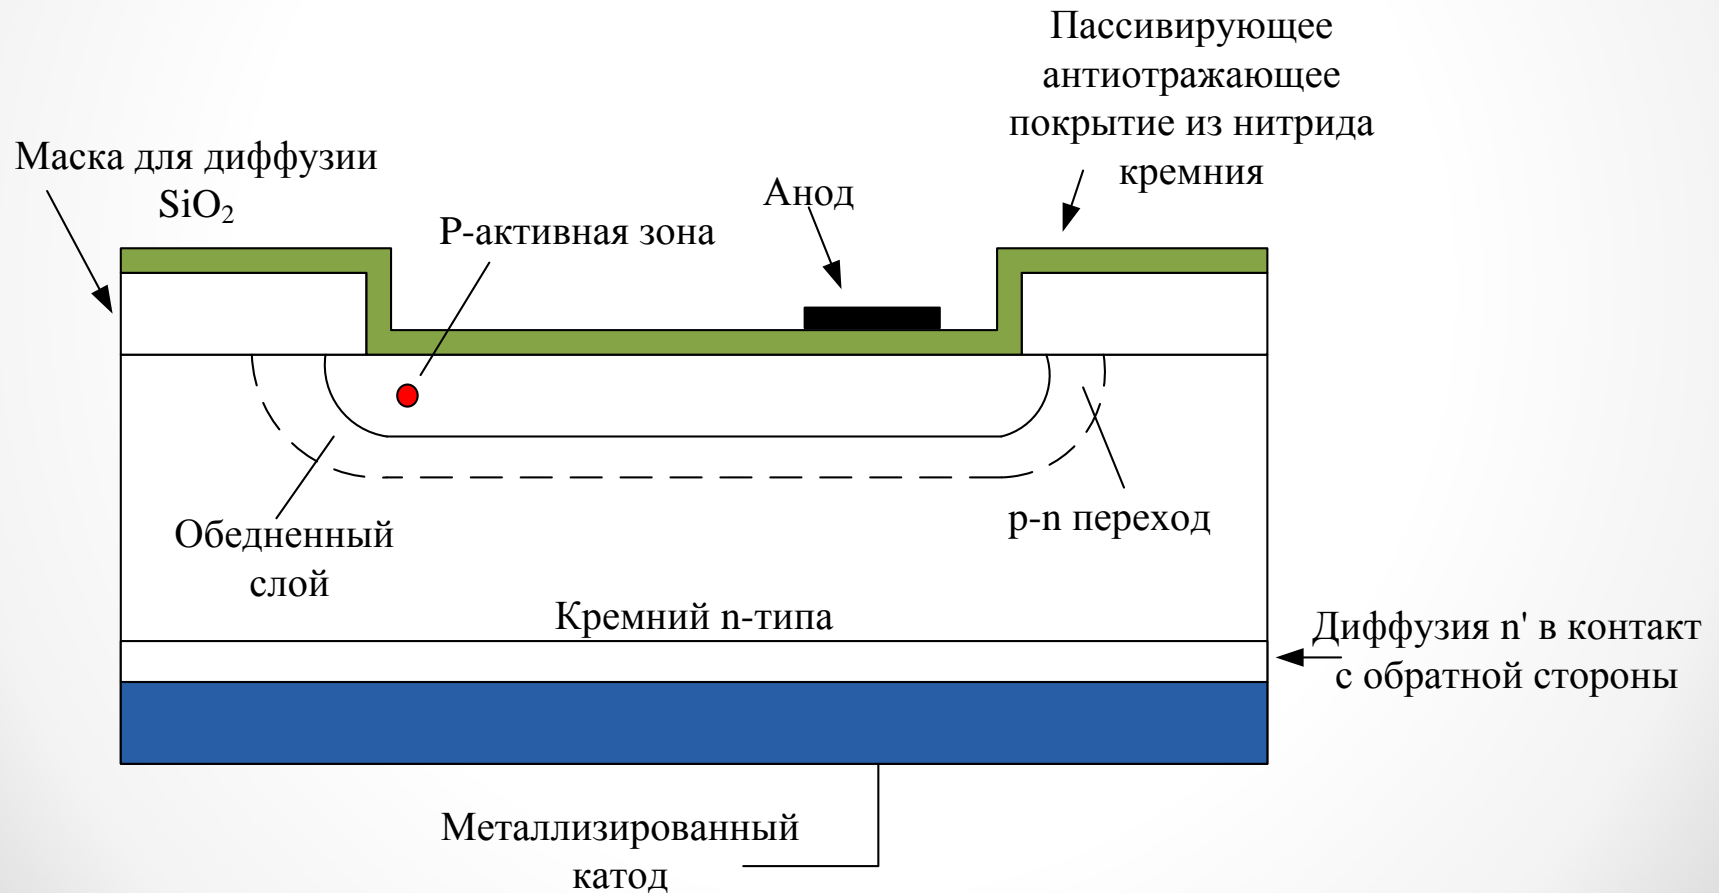 Пассивирующее
антиотражающее
покрытие из нитрида
кремния
Маска для диффузии
SiO₂
Анод
Р-активная зона
Обедненный
слой
p-n переход
Кремний n-типа
Диффузия n' в контакт
с обратной стороны
Металлизированный
катод